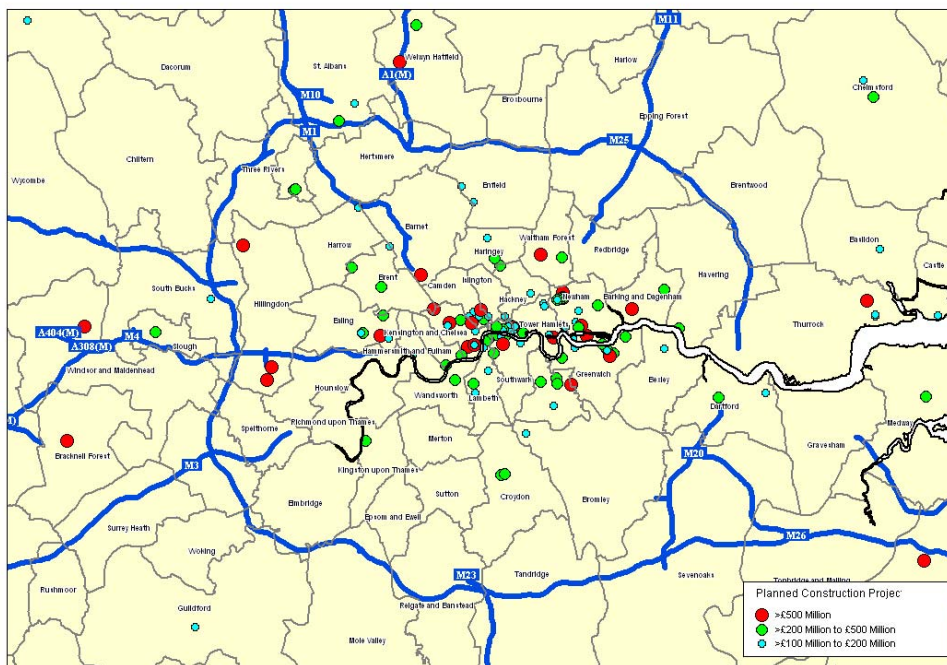 M11
Welwyn Hatfield
Dacorum
St. Albans
Harlow
A1(M)
Chelmsford
M10
Broxbourne
Epping Forest
M1
M25
Hertsmere
Chiltern
Three Rivers
Wycombe
Enfield
Brentwood
Barnet
Waltham Forest
Harrow
Haringey
Redbridge
Basildon
Havering
Castle
Brent
Camden
Islington
South Bucks
Hackney
Newham
Barking and Dagenham
Hillingdon
Thurrock
Ealing
Kensington and Chelsea
Tower Hamlets
A404(M)
M4
A308(M)
Slough
Hammersmith and Fulham
Windsor and Maidenhead
Greenwich
Hounslow
Southwark
Bexley
Wandsworth
Lambeth
Dartford
Richmond upon Thames
Medway
Spelthorne
Merton
Gravesham
Bracknell Forest
M20
M3
Kingston upon Thames
Sutton
Croydon
Bromley
Elmbridge
Epsom and Ewell
Surrey Heath
M26
Woking
M23
Tandridge
Sevenoaks
Tonbridge and Malling
Rushmoor
Guildford
Reigate and Banstead
Mole Valley
Planned Construction Projec
>£500 Million
>£200 Million to £500 Million
>£100 Million to £200 Million